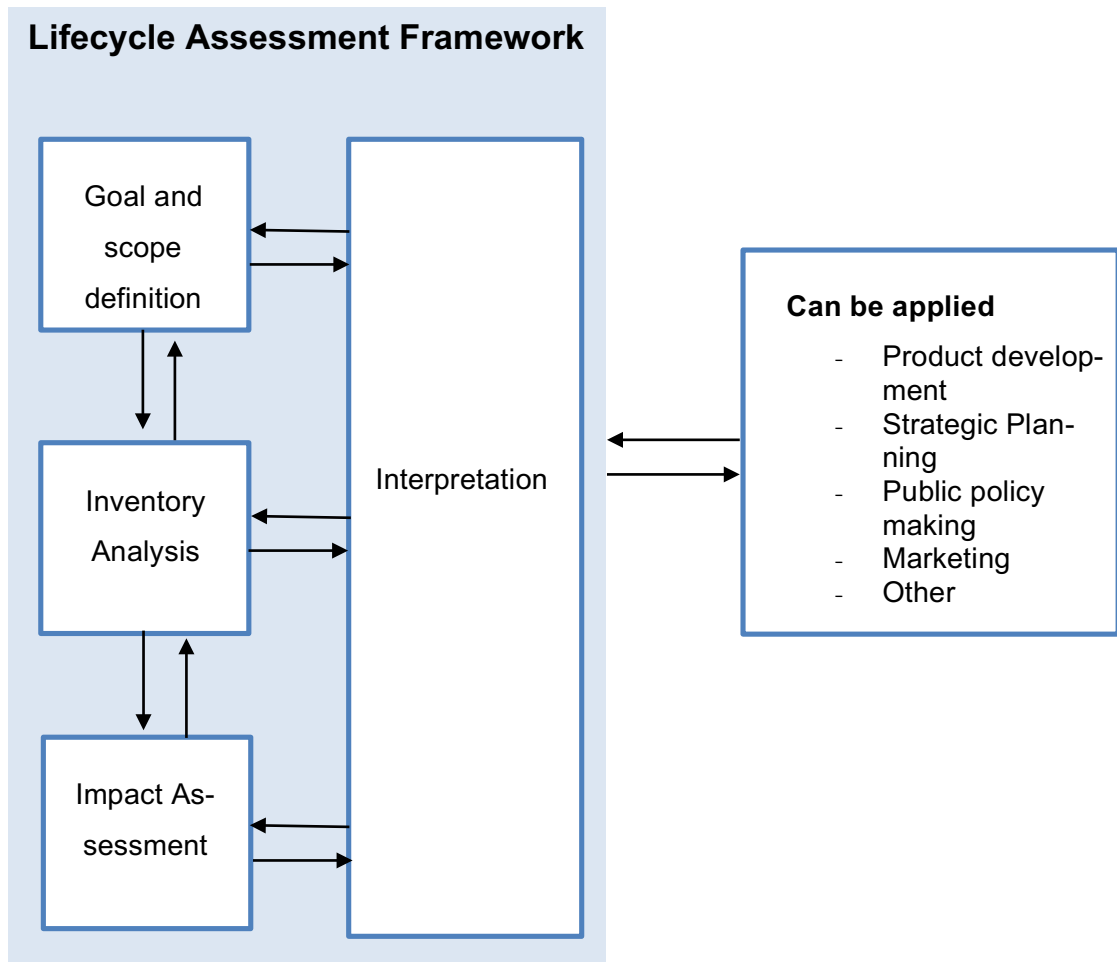 Lifecycle Assessment Framework
Goal and
scope
definition
Inventory
Analysis
Impact As-
sessment
Interpretation
Can be applied
- Product develop-
ment
- Strategic Plan-
ning
- Public policy
making
- Marketing
- Other